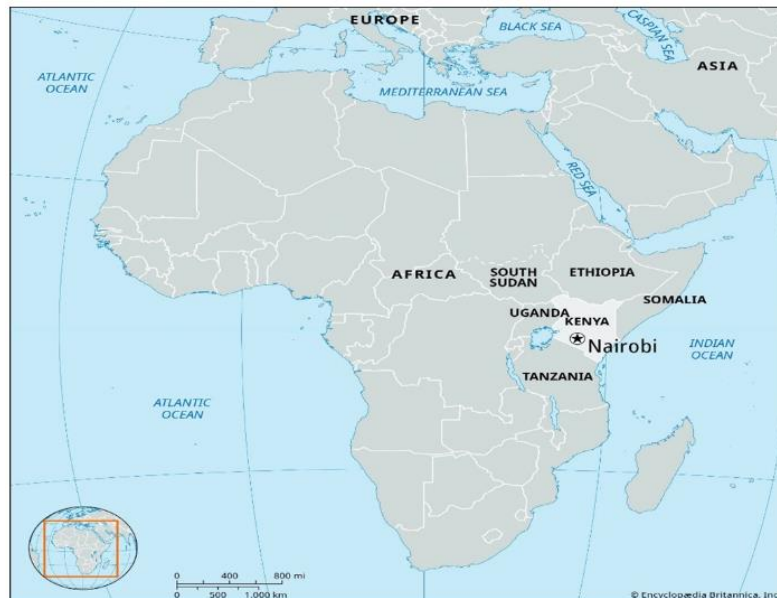 EUROPE
BLACK SEA
CASPIAN SEA
ASIA
ATLANTIC
OCEAN
MEDITERRANEAN SEA
RED SEA
AFRICA
SOUTH
SUDAN
ETHIOPIA
SOMALIA
UGANDA
KENYA
Nairobi
INDIAN
OCEAN
TANZANIA
ATLANTIC
OCEAN
0 400 800 mi
0 500 1,000 km
© Encyclopædia Britannica, Inc